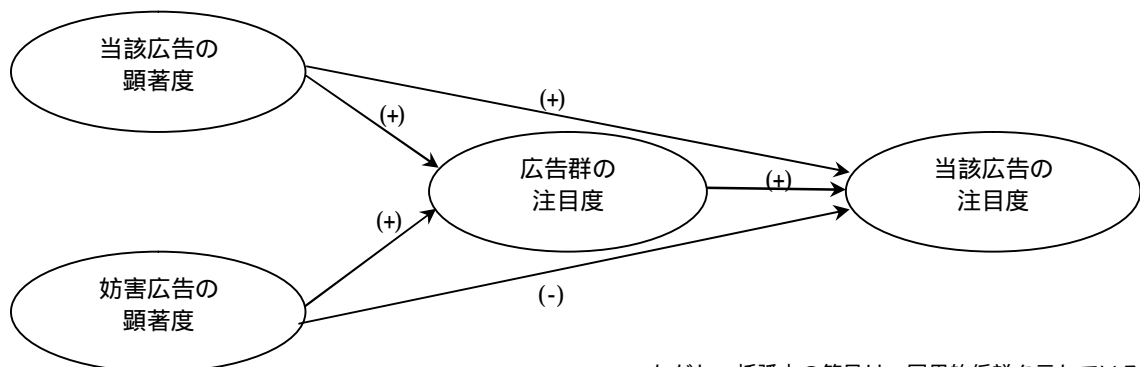 当該広告の
顕著度
(+)
(+)
広告群の
注目度
(+)
当該広告の
注目度
(+)
妨害広告の
顕著度
(-)